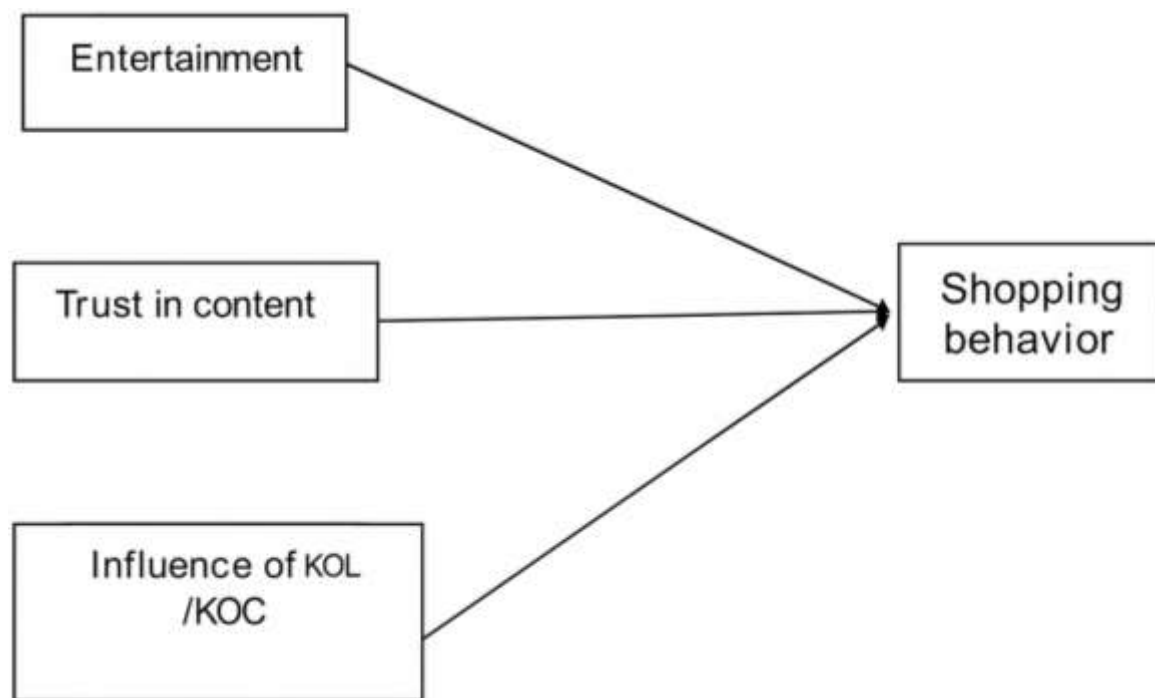 Entertainment
Trust in content
Influence of KOL
/KOC
Shopping
behavior